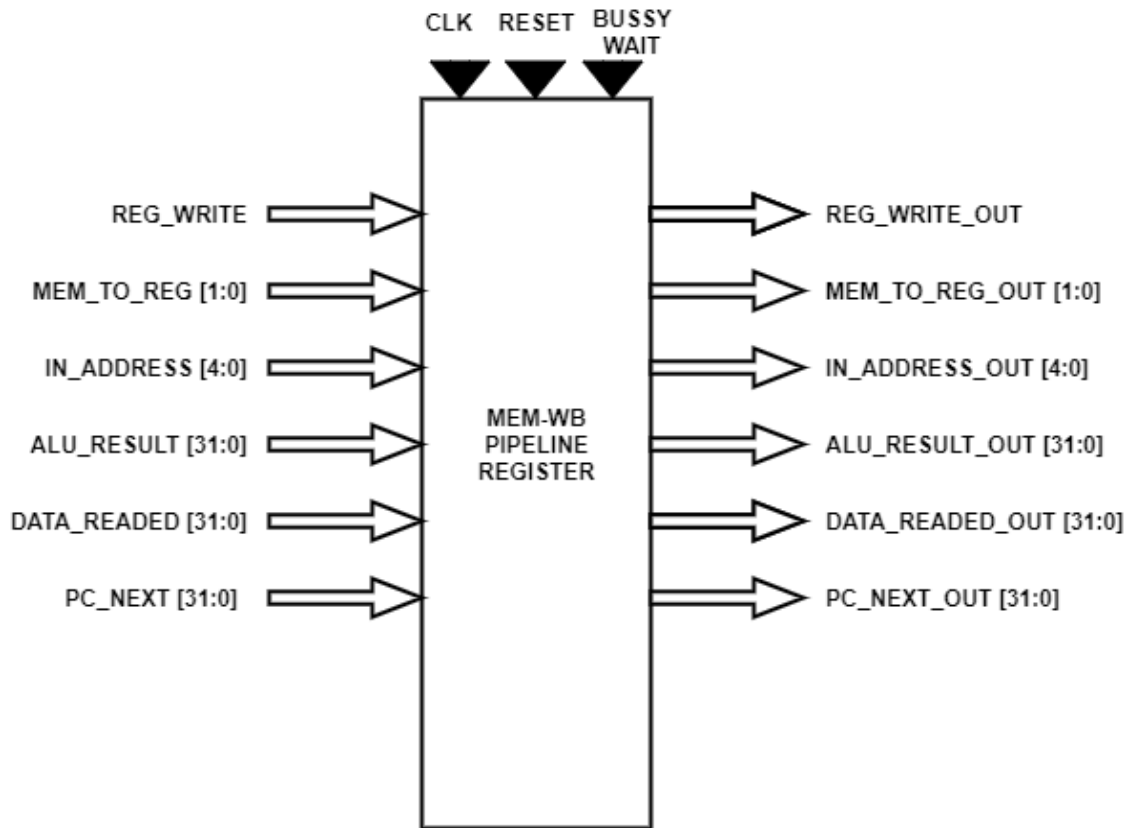 CLK RESET BUSSY
WAIT
REG_WRITE REG_WRITE_OUT
MEM_TO_REG [1:0] MEM_TO_REG_OUT [1:0]
IN_ADDRESS [4:0] IN_ADDRESS_OUT [4:0]
ALU_RESULT [31:0] ALU_RESULT_OUT [31:0]
MEM-WB
PIPELINE
REGISTER
DATA_READED [31:0] DATA_READED_OUT [31:0]
PC_NEXT [31:0] PC_NEXT_OUT [31:0]